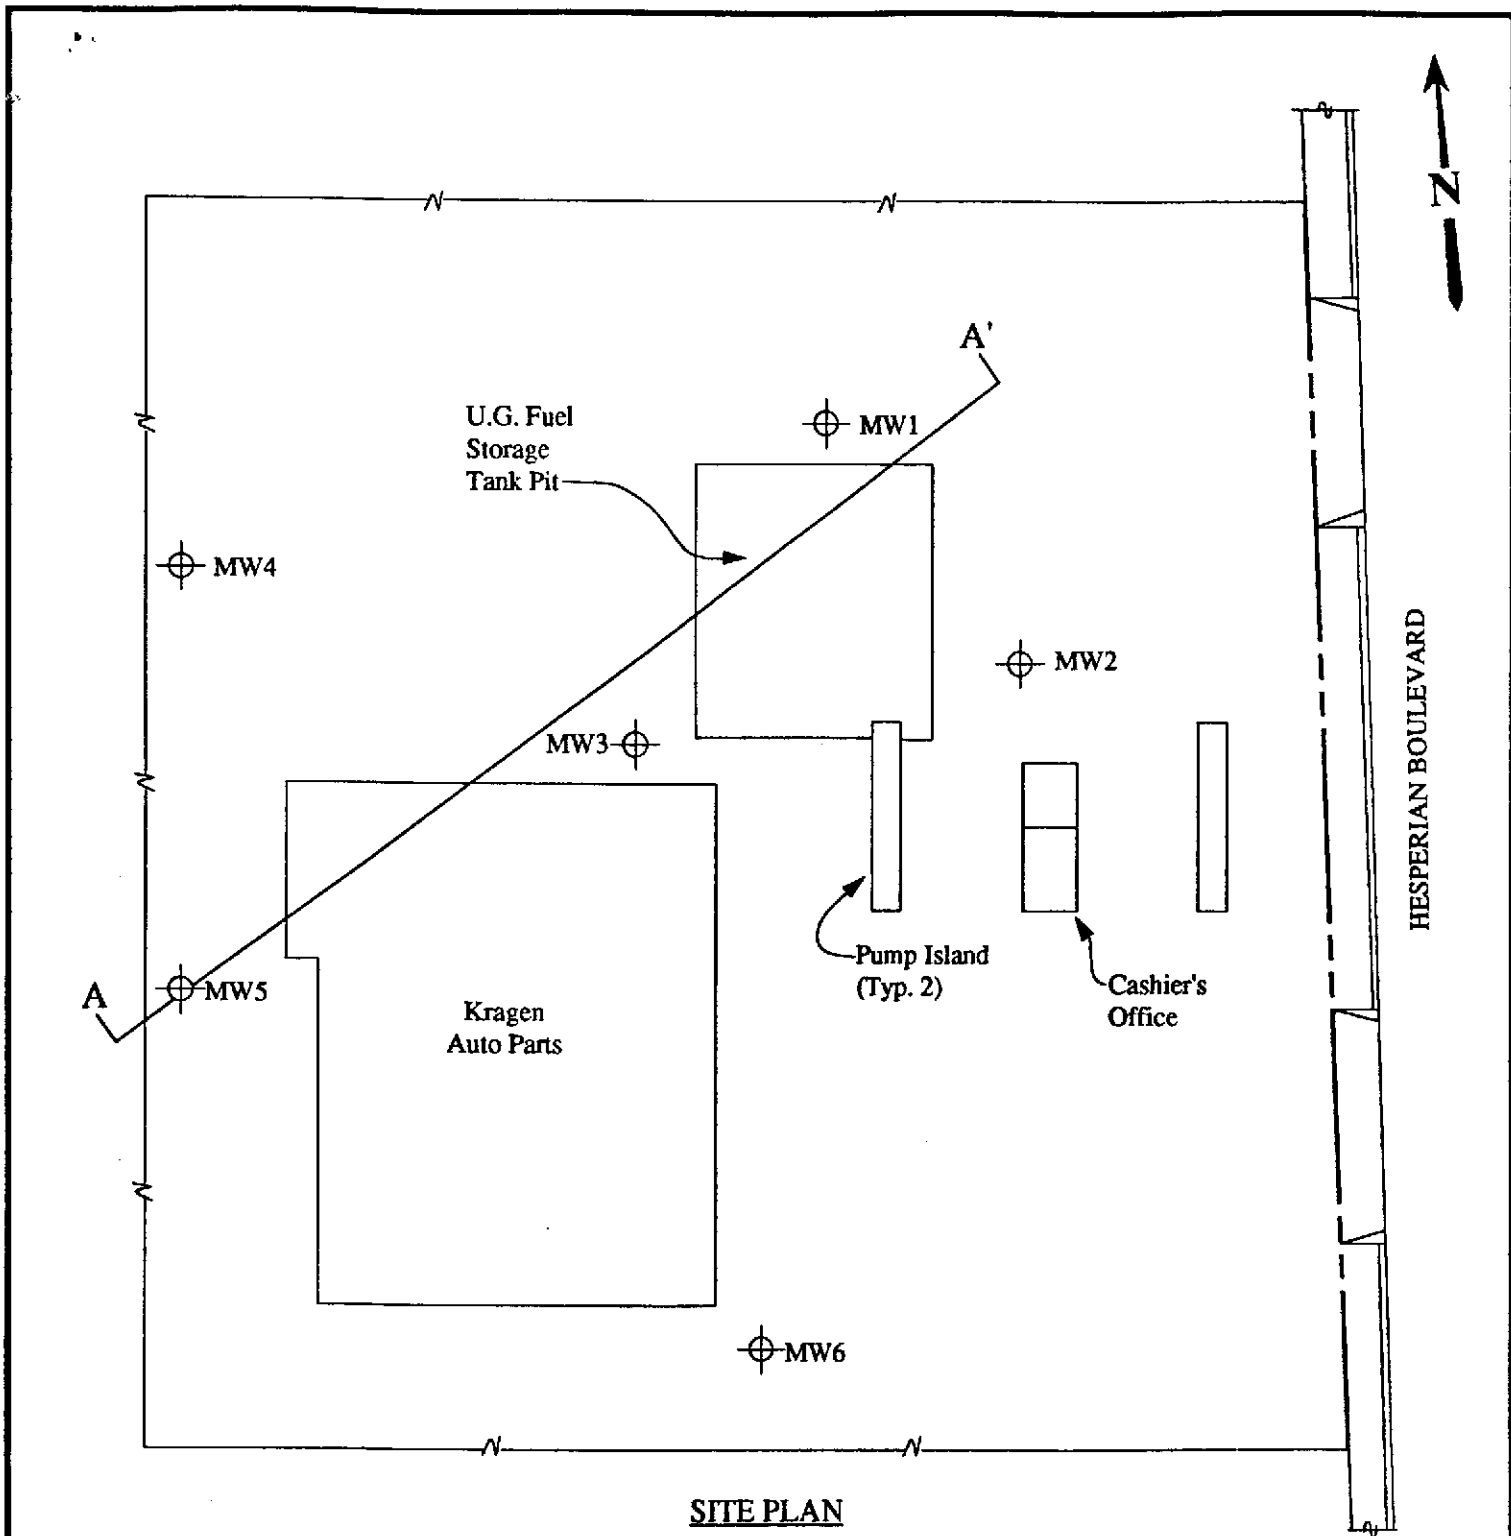 N
A'
U.G. Fuel
Storage
Tank Pit
MW1
MW4
MW2
MW3
HESPERIAN BOULEVARD
A
MW5
Pump Island
(Typ. 2)
Cashier's
Office
Kragen
Auto Parts
MW6
SITE PLAN